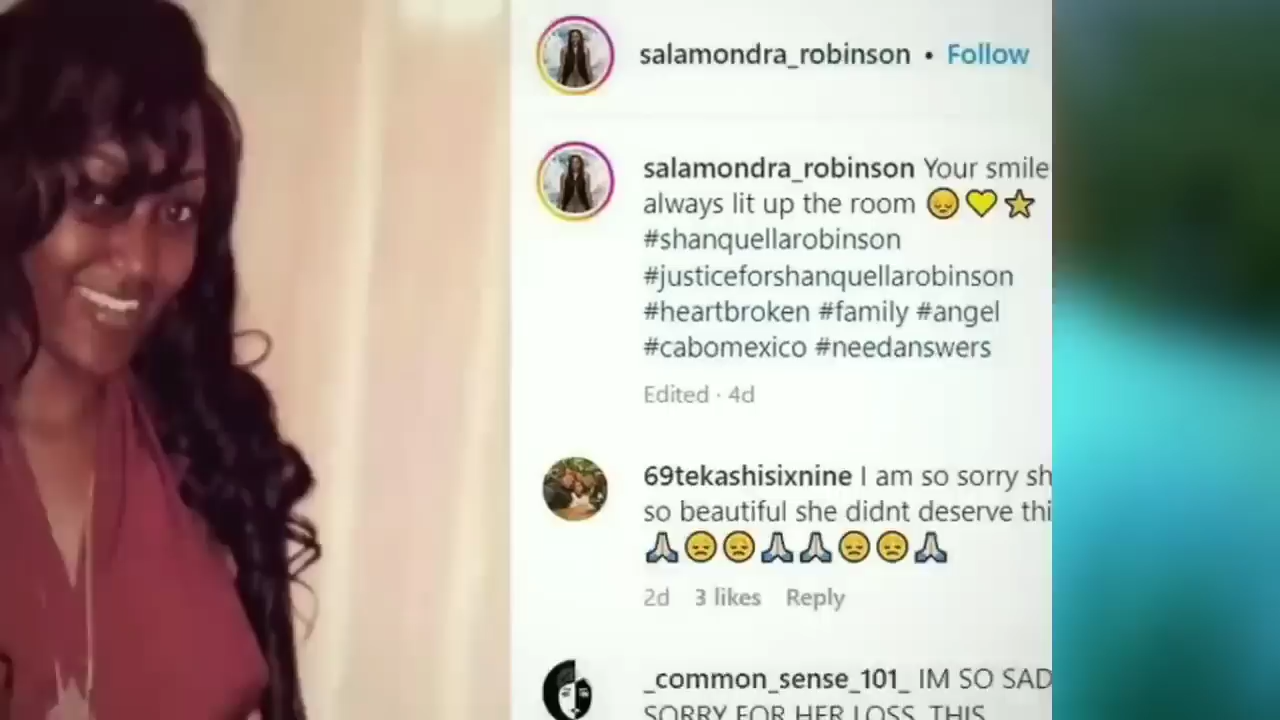 salamondra_robinson • Follow
salamondra_robinson Your smile
always lit up the room 😞💛⭐
#shanquellarobinson
#justiceforshanquellarobinson
#heartbroken #family #angel
#cabomexico #needanswers
Edited · 4d
69tekashisixnine I am so sorry sh
so beautiful she didnt deserve thi
🙏😞😞🙏🙏😞😞🙏
2d 3 likes Reply
_common_sense_101_ IM SO SAD
SORRY FOR HER LOSS. THIS